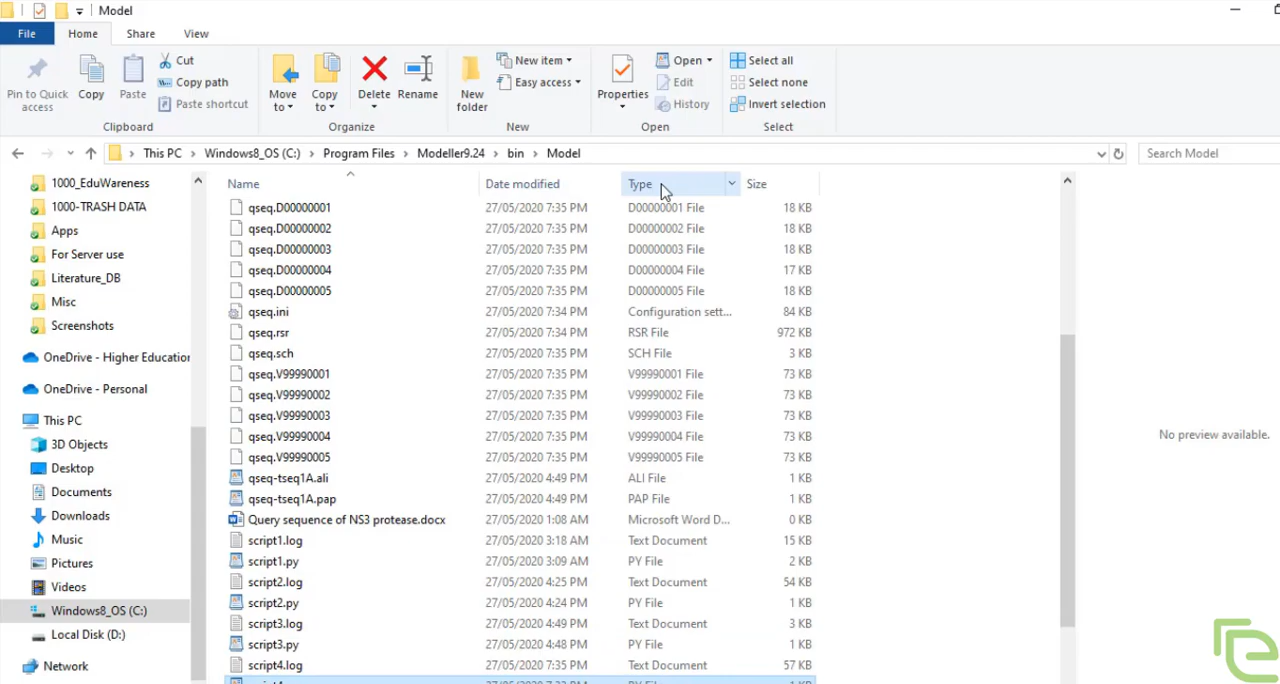 Model
File Home Share View
Pin to Quick access
Copy
Paste
Cut
Copy path
Paste shortcut
Clipboard
Move to
Copy to
Delete
Rename
Organize
New folder
New item
Easy access
New
Properties
Open
Edit
History
Open
Select all
Select none
Invert selection
Select
This PC > Windows8_OS (C:) > Program Files > Modeller9.24 > bin > Model
Search Model
1000_EduWareness
1000-TRASH DATA
Apps
For Server use
Literature_DB
Misc
Screenshots
OneDrive - Higher Education
OneDrive - Personal
This PC
3D Objects
Desktop
Documents
Downloads
Music
Pictures
Videos
Windows8_OS (C:)
Local Disk (D:)
Network
Name Date modified Type Size
qseq.D00000001 27/05/2020 7:35 PM D00000001 File 18 KB
qseq.D00000002 27/05/2020 7:35 PM D00000002 File 18 KB
qseq.D00000003 27/05/2020 7:35 PM D00000003 File 18 KB
qseq.D00000004 27/05/2020 7:35 PM D00000004 File 17 KB
qseq.D00000005 27/05/2020 7:35 PM D00000005 File 18 KB
qseq.ini 27/05/2020 7:34 PM Configuration sett... 84 KB
qseq.rsr 27/05/2020 7:34 PM RSR File 972 KB
qseq.sch 27/05/2020 7:35 PM SCH File 3 KB
qseq.V99990001 27/05/2020 7:35 PM V99990001 File 73 KB
qseq.V99990002 27/05/2020 7:35 PM V99990002 File 73 KB
qseq.V99990003 27/05/2020 7:35 PM V99990003 File 73 KB
qseq.V99990004 27/05/2020 7:35 PM V99990004 File 73 KB
qseq.V99990005 27/05/2020 7:35 PM V99990005 File 73 KB
qseq-tseq1A.ali 27/05/2020 4:49 PM ALI File 1 KB
qseq-tseq1A.pap 27/05/2020 4:49 PM PAP File 1 KB
Query sequence of NS3 protease.docx 27/05/2020 1:08 AM Microsoft Word D... 0 KB
script1.log 27/05/2020 3:18 AM Text Document 15 KB
script1.py 27/05/2020 3:09 AM PY File 2 KB
script2.log 27/05/2020 4:25 PM Text Document 54 KB
script2.py 27/05/2020 4:24 PM PY File 1 KB
script3.log 27/05/2020 4:49 PM Text Document 3 KB
script3.py 27/05/2020 4:48 PM PY File 1 KB
script4.log 27/05/2020 7:35 PM Text Document 57 KB
No preview available.